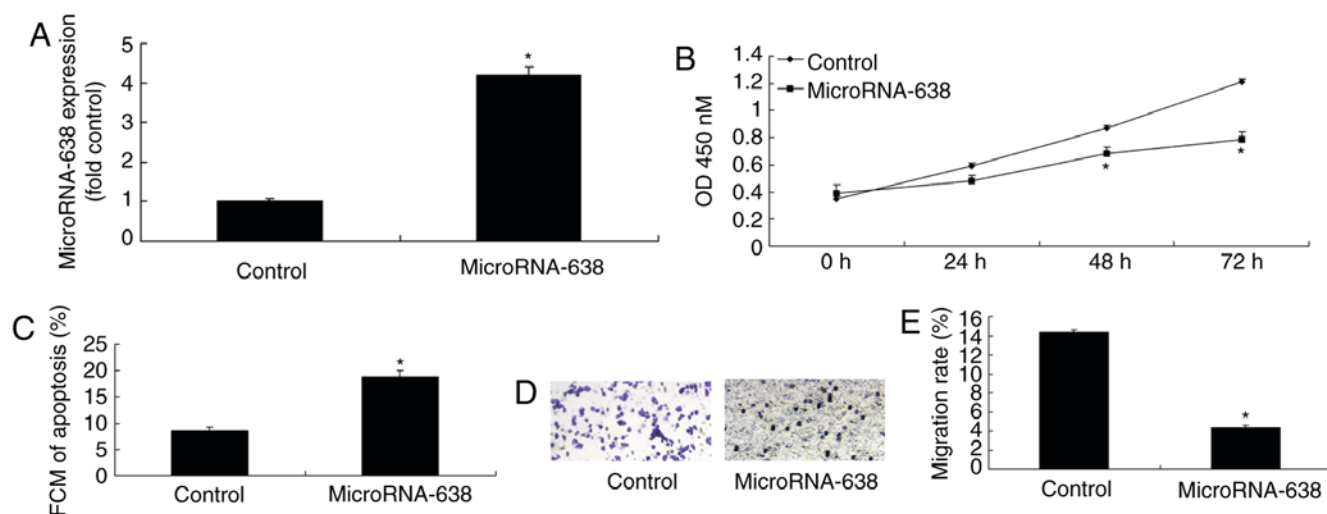 A
MicroRNA-638 expression
(fold control)
5
4
3
2
1
0
*
Control
MicroRNA-638
B
OD 450 nM
1.4
1.2
1.0
0.8
0.6
0.4
0.2
0
Control
MicroRNA-638
*
*
0 h
24 h
48 h
72 h
C
FCM of apoptosis (%)
25
20
15
10
5
0
*
Control
MicroRNA-638
D
Control
MicroRNA-638
E
Migration rate (%)
16
14
12
10
8
6
4
2
0
*
Control
MicroRNA-638